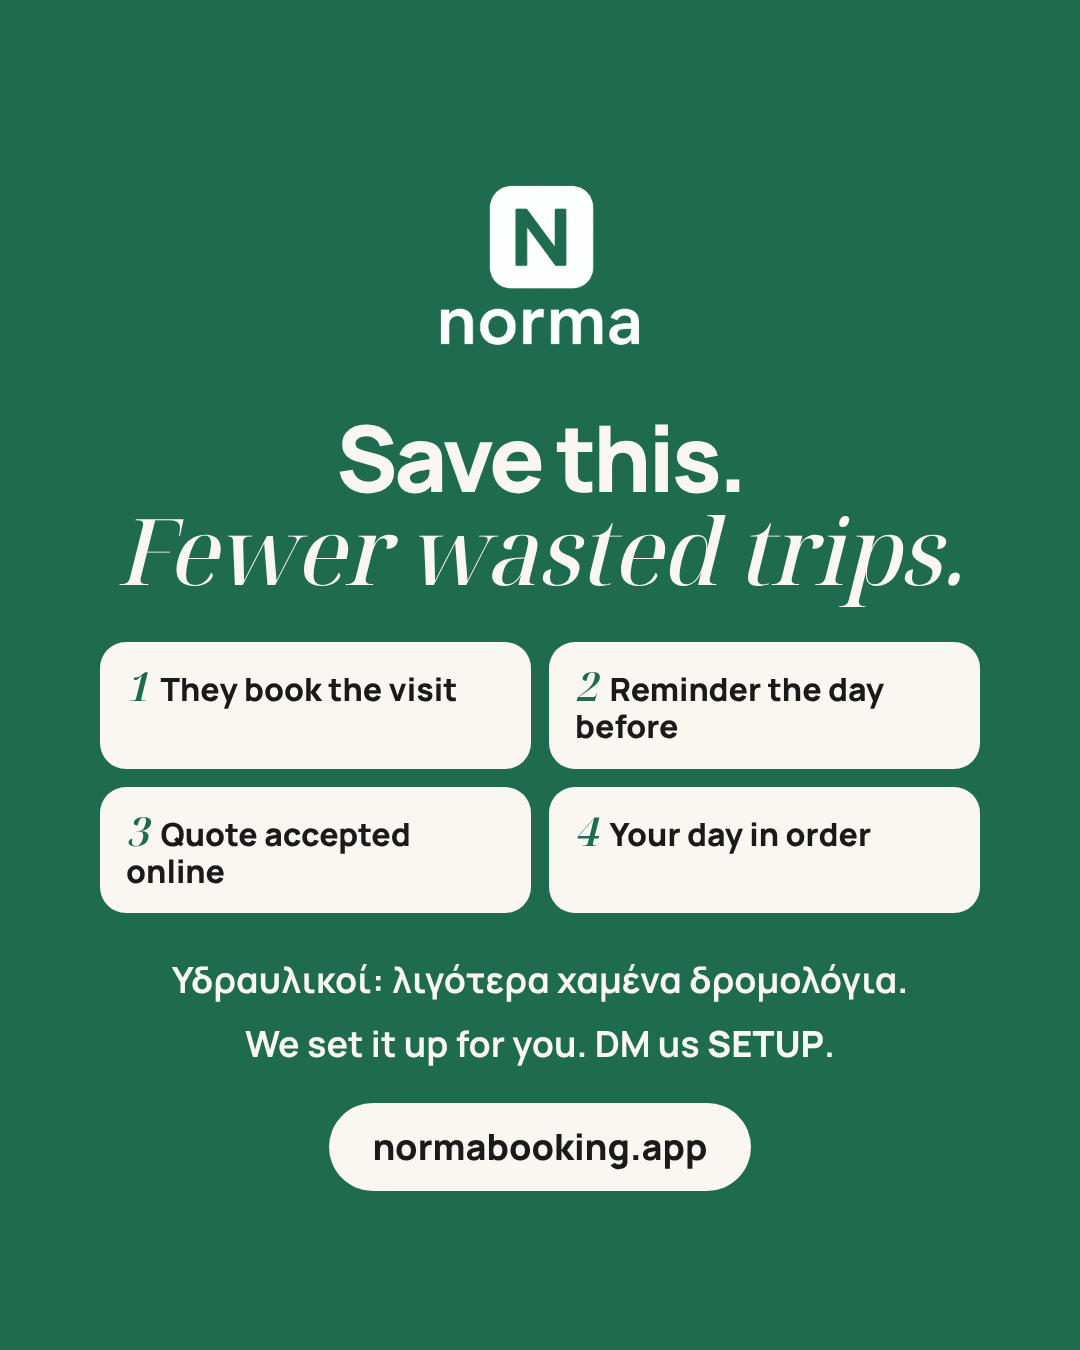 N
norma
Save this.
Fewer wasted trips.
1 They book the visit
2 Reminder the day
before
3 Quote accepted
online
4 Your day in order
Υδραυλικοί: λιγότερα χαμένα δρομολόγια.
We set it up for you. DM us SETUP.
normabooking.app